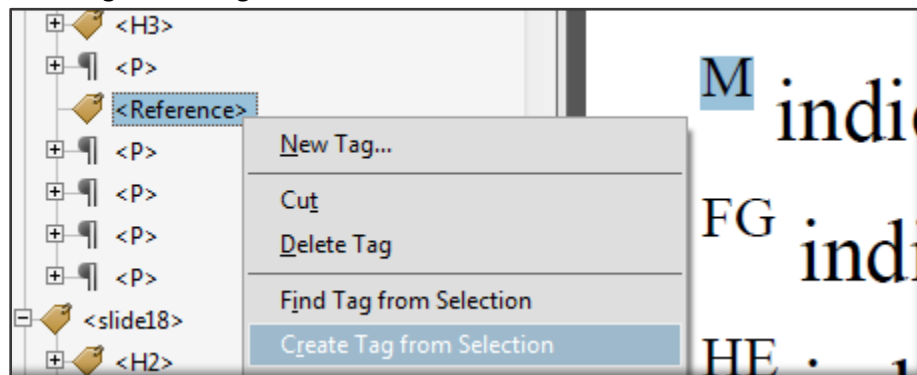 <H3>
<P>
<Reference>
<P>
<P>
<P>
<P>
<slide18>
<H2>
New Tag...
Cut
Delete Tag
Find Tag from Selection
Create Tag from Selection
M indi
FG indi
HE